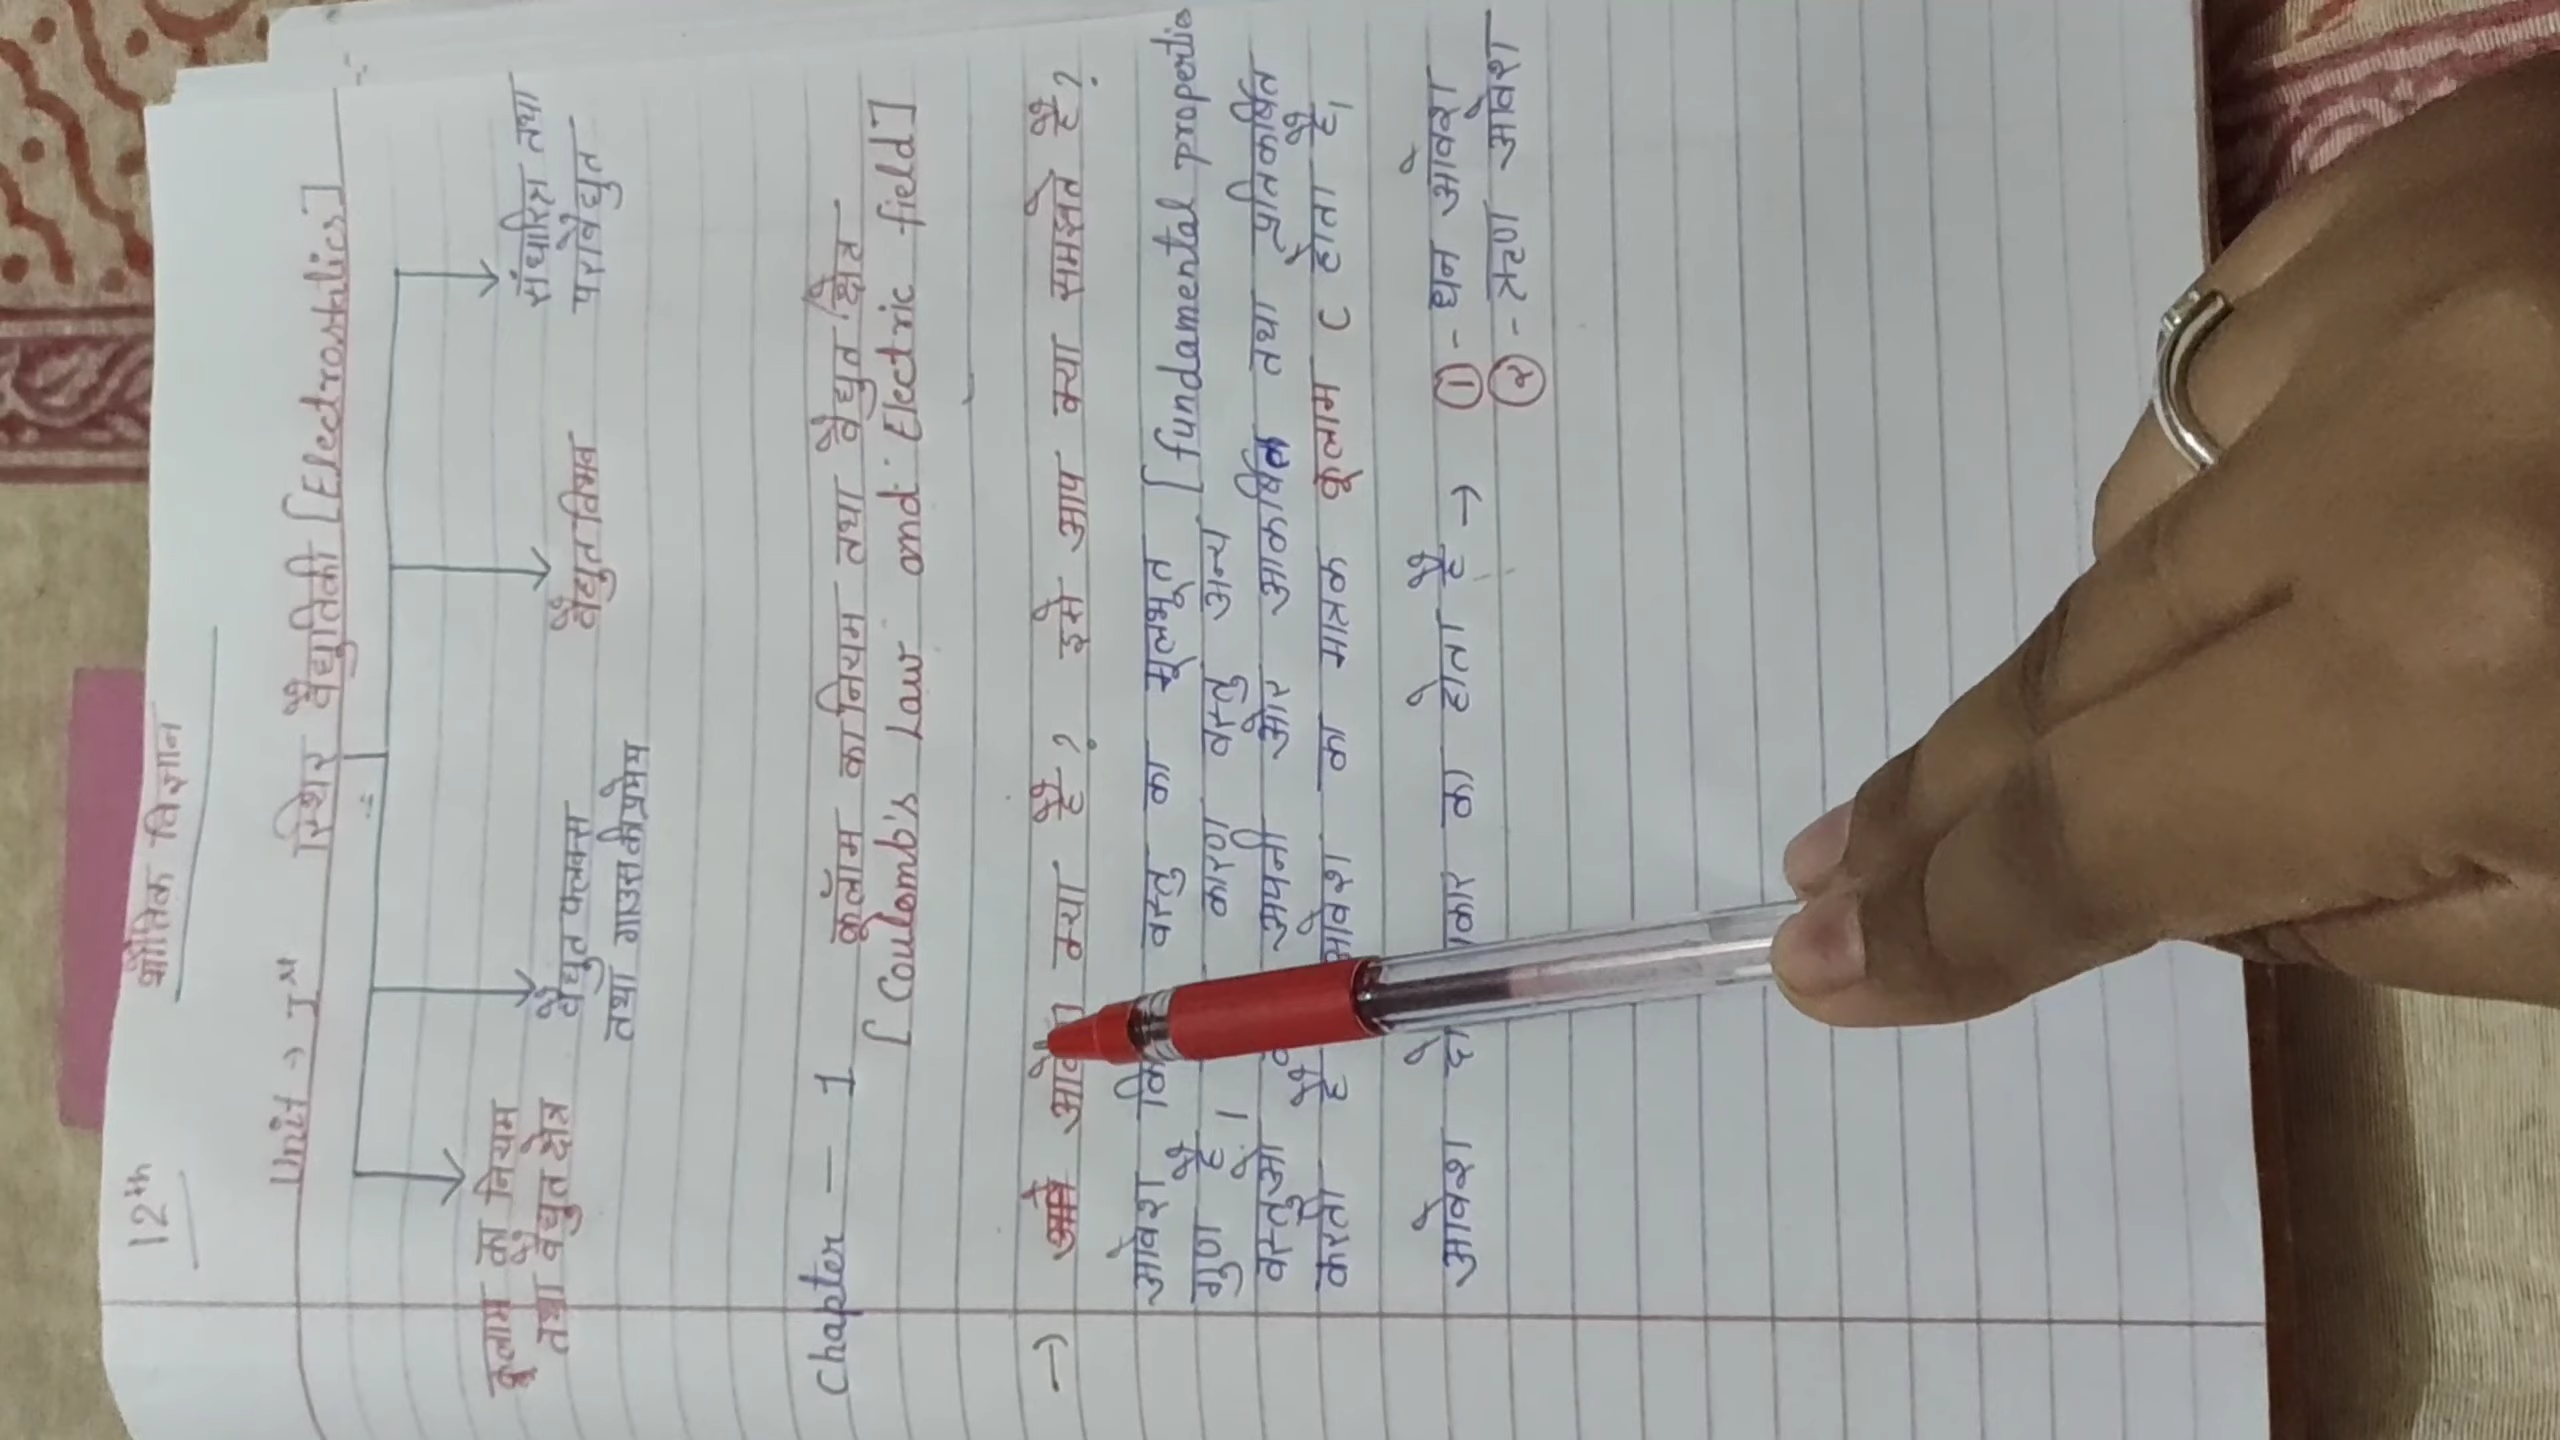 12th भौतिक विज्ञान
Unit → Ist स्थिर वैद्युतिकी [Electrostatics]
कूलाम का नियम
तथा वैद्युत क्षेत्र
वैद्युत फ्लक्स
तथा गाउस की प्रमेय
वैद्युत विभव
संधारित्र तथा
परावैद्युत
Chapter - 1 कूलॉम का नियम तथा वैद्युत क्षेत्र
[Coulomb's Law and Electric field]
→ क्या है? इसे आप क्या समझते है?
आवेश वस्तु का मूलभूत [fundamental propertie
गुण है। कारण वस्तु अन्य
वस्तुओ अपनी ओर आकर्षित तथा प्रतिकर्षित
करती है का मात्रक कूलाम C होता है।
आवेश का होता है → ① - धन आवेश
② - ऋण आवेश